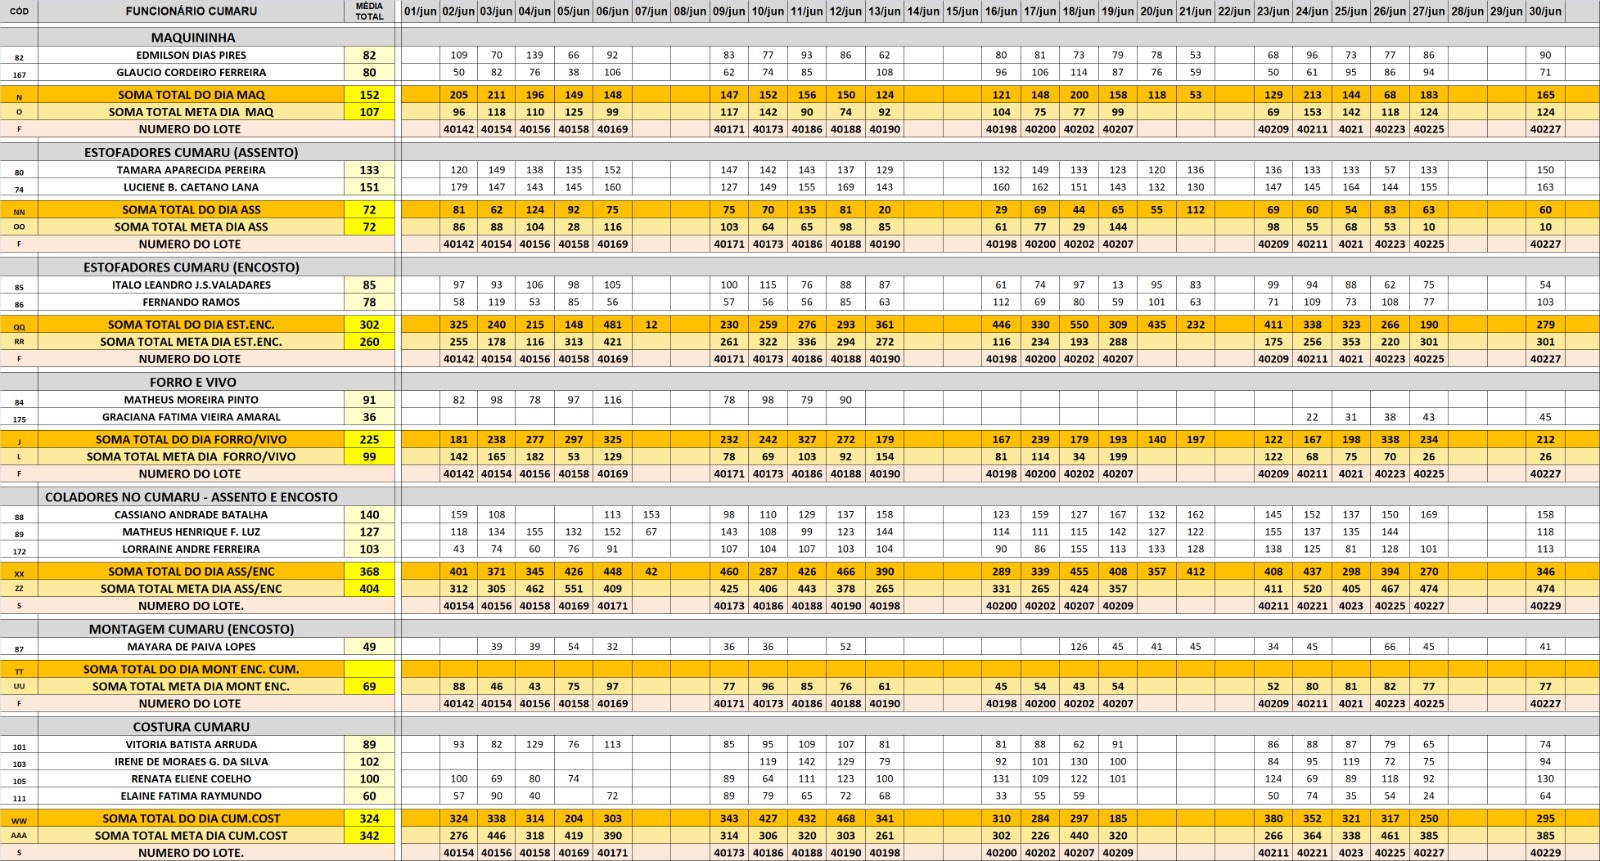 CÓD FUNCIONÁRIO CUMARU MÉDIA TOTAL 01/jun 02/jun 03/jun 04/jun 05/jun 06/jun 07/jun 08/jun 09/jun 10/jun 11/jun 12/jun 13/jun 14/jun 15/jun 16/jun 17/jun 18/jun 19/jun 20/jun 21/jun 22/jun 23/jun 24/jun 25/jun 26/jun 27/jun 28/jun 29/jun 30/jun
MAQUININHA
82 EDMILSON DIAS PIRES 82 109 70 139 66 92 83 77 93 86 62 80 81 73 79 78 53 68 96 73 77 86 90
167 GLAUCIO CORDEIRO FERREIRA 80 50 82 76 38 106 62 74 85 108 96 106 114 87 76 59 50 61 95 86 94 71
N SOMA TOTAL DO DIA MAQ 152 205 211 196 149 148 147 152 156 150 124 121 148 200 158 118 53 129 213 144 68 183 165
O SOMA TOTAL META DIA MAQ 107 96 118 110 125 99 117 142 90 74 92 104 75 77 99 69 153 142 118 124 124
F NUMERO DO LOTE 40142 40154 40156 40158 40169 40171 40173 40186 40188 40190 40198 40200 40202 40207 40209 40211 4021 40223 40225 40227
ESTOFADORES CUMARU (ASSENTO)
80 TAMARA APARECIDA PEREIRA 133 120 149 138 135 152 147 142 143 137 129 132 149 133 123 120 136 136 133 133 57 133 150
74 LUCIENE B. CAETANO LANA 151 179 147 143 145 160 127 149 155 169 143 160 162 151 143 132 130 147 145 164 144 155 163
NN SOMA TOTAL DO DIA ASS 72 81 62 124 92 75 75 70 135 81 20 29 69 44 65 55 112 69 60 54 83 63 60
OO SOMA TOTAL META DIA ASS 72 86 88 104 28 116 103 64 65 98 85 61 77 29 144 98 55 68 53 10 10
F NUMERO DO LOTE 40142 40154 40156 40158 40169 40171 40173 40186 40188 40190 40198 40200 40202 40207 40209 40211 4021 40223 40225 40227
ESTOFADORES CUMARU (ENCOSTO)
85 ITALO LEANDRO J.S.VALADARES 85 97 93 106 98 105 100 115 76 88 87 61 74 97 13 95 83 99 94 88 62 75 54
86 FERNANDO RAMOS 78 58 119 53 85 56 57 56 56 85 63 112 69 80 59 101 63 71 109 73 108 77 103
QQ SOMA TOTAL DO DIA EST.ENC. 302 325 240 215 148 481 12 230 259 276 293 361 446 330 550 309 435 232 411 338 323 266 190 279
RR SOMA TOTAL META DIA EST.ENC. 260 255 178 116 313 421 261 322 336 294 272 116 234 193 288 175 256 353 220 301 301
F NUMERO DO LOTE 40142 40154 40156 40158 40169 40171 40173 40186 40188 40190 40198 40200 40202 40207 40209 40211 4021 40223 40225 40227
FORRO E VIVO
84 MATHEUS MOREIRA PINTO 91 82 98 78 97 116 78 98 79 90
175 GRACIANA FATIMA VIEIRA AMARAL 36 22 31 38 43 45
J SOMA TOTAL DO DIA FORRO/VIVO 225 181 238 277 297 325 232 242 327 272 179 167 239 179 193 140 197 122 167 198 338 234 212
L SOMA TOTAL META DIA FORRO/VIVO 99 142 165 182 53 129 78 69 103 92 154 81 114 34 199 122 68 75 70 26 26
F NUMERO DO LOTE 40142 40154 40156 40158 40169 40171 40173 40186 40188 40190 40198 40200 40202 40207 40209 40211 4021 40223 40225 40227
COLADORES NO CUMARU - ASSENTO E ENCOSTO
88 CASSIANO ANDRADE BATALHA 140 159 108 113 153 98 110 129 137 158 123 159 127 167 132 162 145 152 137 150 169 158
89 MATHEUS HENRIQUE F. LUZ 127 118 134 155 132 152 67 143 108 99 123 144 114 111 115 142 127 122 155 137 135 144 118
172 LORRAINE ANDRE FERREIRA 103 43 74 60 76 91 107 104 107 103 104 90 86 155 113 133 128 138 125 81 128 101 113
XX SOMA TOTAL DO DIA ASS/ENC 368 401 371 345 426 448 42 460 287 426 466 390 289 339 455 408 357 412 408 437 298 394 270 346
ZZ SOMA TOTAL META DIA ASS/ENC 404 312 305 462 551 409 425 406 443 378 265 331 265 424 357 411 520 405 467 474 474
S NUMERO DO LOTE. 40154 40156 40158 40169 40171 40173 40186 40188 40190 40198 40200 40202 40207 40209 40211 40221 4023 40225 40227 40229
MONTAGEM CUMARU (ENCOSTO)
87 MAYARA DE PAIVA LOPES 49 39 39 54 32 36 36 52 126 45 41 45 34 45 66 45 41
TT SOMA TOTAL DO DIA MONT ENC. CUM.
UU SOMA TOTAL META DIA MONT ENC. 69 88 46 43 75 97 77 96 85 76 61 45 54 43 54 52 80 81 82 77 77
F NUMERO DO LOTE 40142 40154 40156 40158 40169 40171 40173 40186 40188 40190 40198 40200 40202 40207 40209 40211 4021 40223 40225 40227
COSTURA CUMARU
101 VITORIA BATISTA ARRUDA 89 93 82 129 76 113 85 95 109 107 81 81 88 62 91 86 88 87 79 65 74
103 IRENE DE MORAES G. DA SILVA 102 119 142 129 79 92 101 130 100 84 95 119 72 75 94
105 RENATA ELIENE COELHO 100 100 69 80 74 89 64 111 123 100 131 109 122 101 124 69 89 118 92 130
111 ELAINE FATIMA RAYMUNDO 60 57 90 40 72 89 79 65 72 68 33 55 59 50 74 35 54 24 64
WW SOMA TOTAL DO DIA CUM.COST 324 324 338 314 204 303 343 427 432 468 341 310 284 297 185 380 352 321 317 250 295
AAA SOMA TOTAL META DIA CUM.COST 342 276 446 318 419 390 314 306 320 303 261 302 226 440 320 266 364 338 461 385 385
S NUMERO DO LOTE. 40154 40156 40158 40169 40171 40173 40186 40188 40190 40198 40200 40202 40207 40209 40211 40221 4023 40225 40227 40229